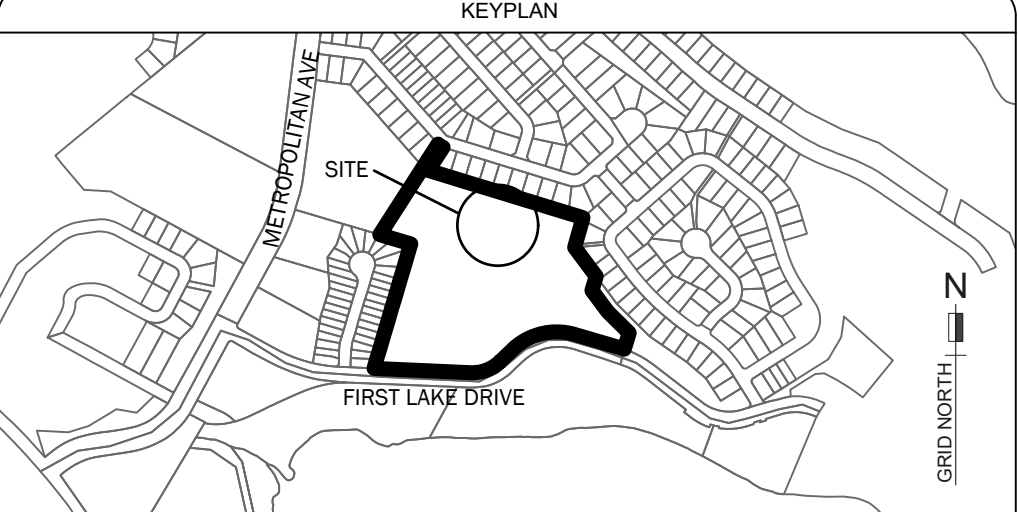 KEYPLAN
METROPOLITAN AVE
SITE
N
GRID NORTH
FIRST LAKE DRIVE